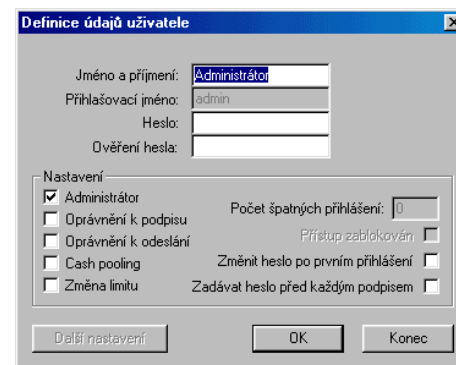 Definice údajů uživatele
Jméno a příjmení: Administrátor
Přihlašovací jméno: admin
Heslo:
Ověření hesla:
Nastavení
Administrátor
Oprávnění k podpisu
Oprávnění k odeslání
Cash pooling
Změna limitu
Počet špatných přihlášení: 0
Přístup zablokován
Změnit heslo po prvním přihlášení
Zadávat heslo před každým podpisem
Další nastavení OK Konec